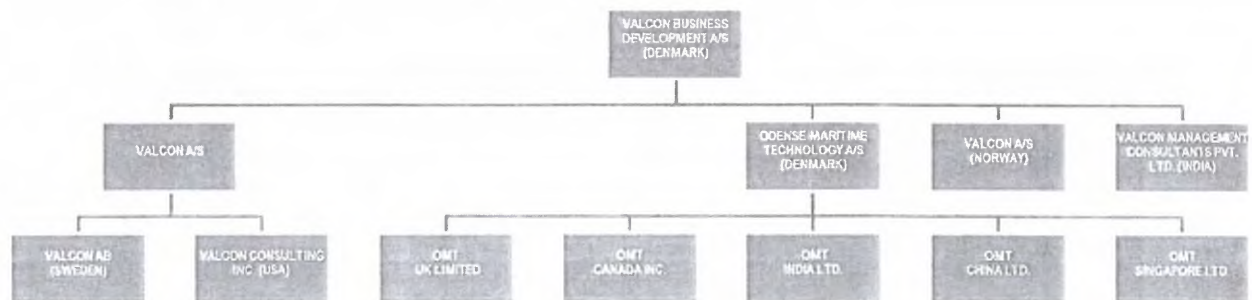 VALCON BUSINESS
DEVELOPMENT A/S
(DENMARK)
VALCON A/S
ODENSE MARITIME
TECHNOLOGY A/S
(DENMARK)
VALCON A/S
(NORWAY)
VALCON MANAGEMENT
CONSULTANTS PVT.
LTD. (INDIA)
VALCON AB
(SWEDEN)
VALCON CONSULTING
INC. (USA)
OMT
UK LIMITED
OMT
CANADA INC.
OMT
INDIA LTD.
OMT
CHINA LTD.
OMT
SINGAPORE LTD